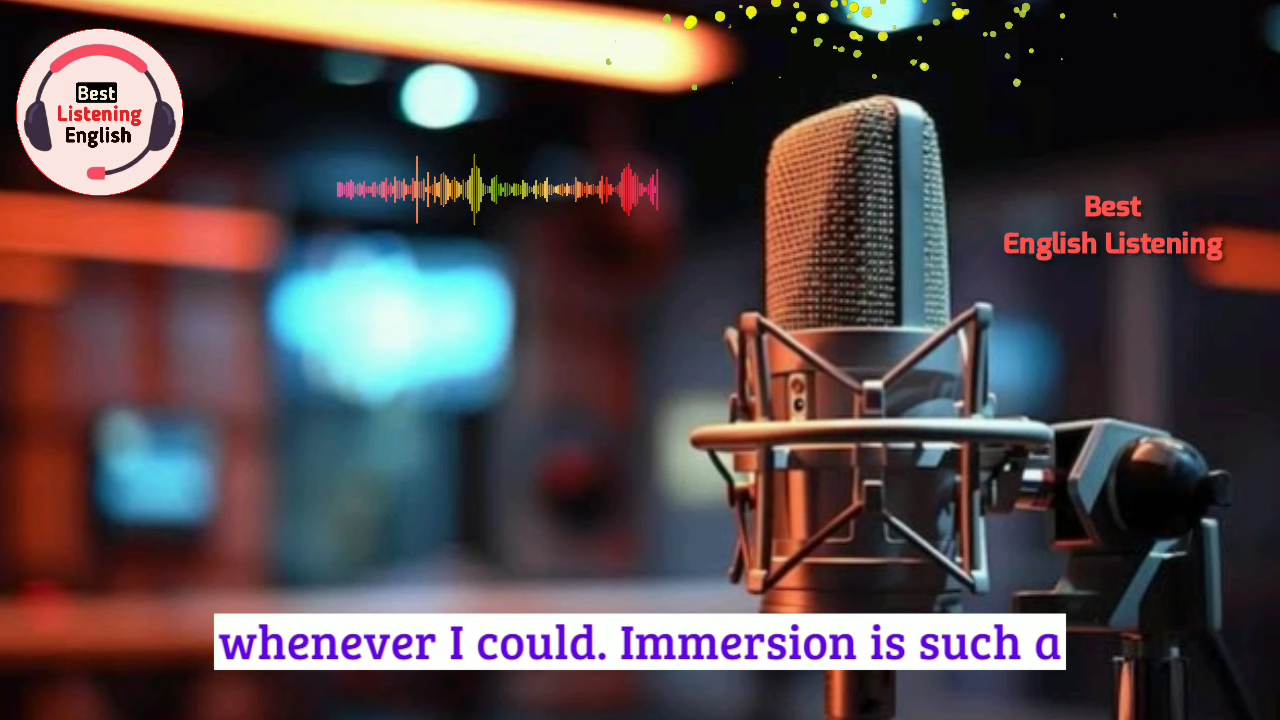 Best
Listening
English
Best
English Listening
whenever I could. Immersion is such a